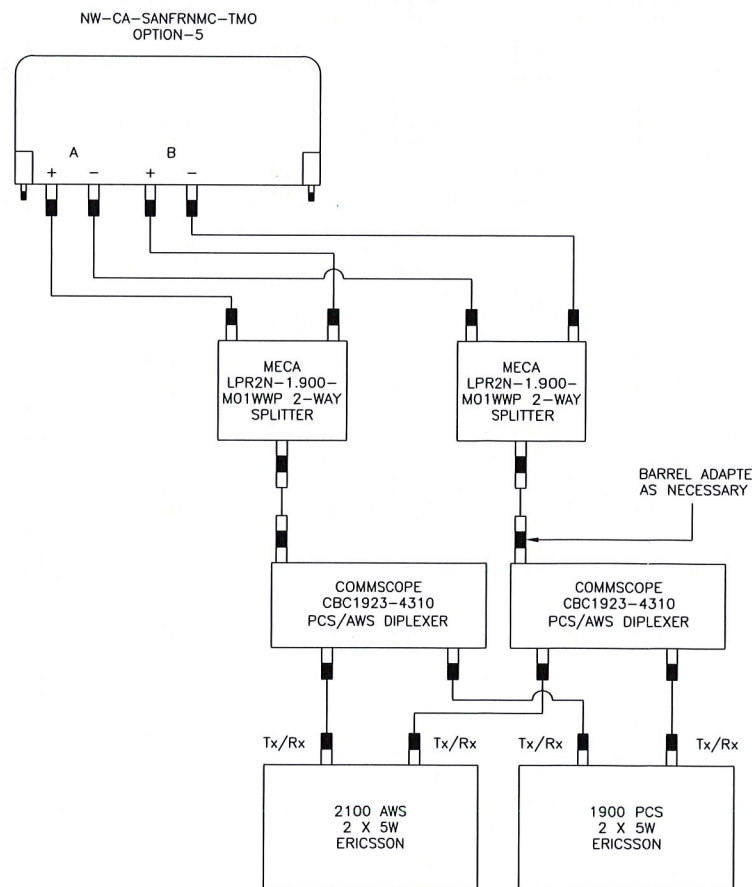 NW-CA-SANFRNMC-TMO
OPTION-5
A B
+ - + -
MECA
LPR2N-1.900-
M01WWP 2-WAY
SPLITTER
MECA
LPR2N-1.900-
M01WWP 2-WAY
SPLITTER
BARREL ADAPTE
AS NECESSARY
COMMSCOPE
CBC1923-4310
PCS/AWS DIPLEXER
COMMSCOPE
CBC1923-4310
PCS/AWS DIPLEXER
Tx/Rx Tx/Rx Tx/Rx Tx/Rx
2100 AWS
2 X 5W
ERICSSON
1900 PCS
2 X 5W
ERICSSON